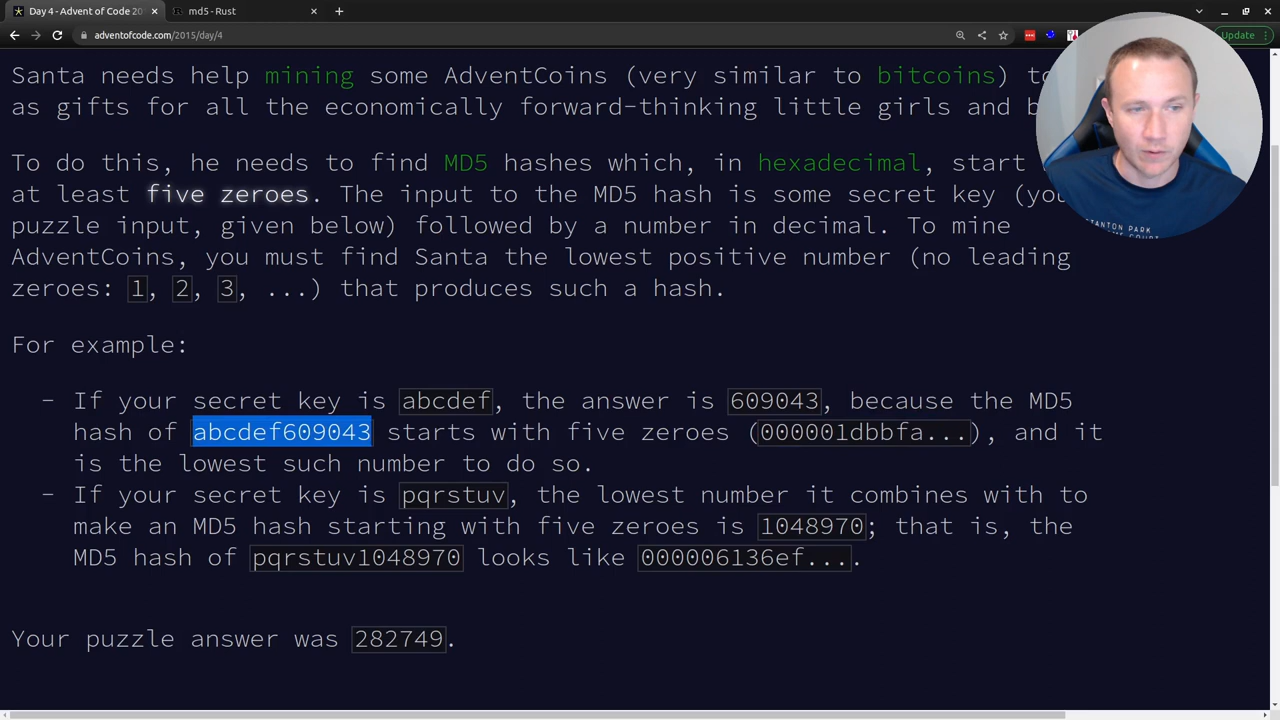 Day 4 - Advent of Code 20
md5 - Rust
adventofcode.com/2015/day/4
Update
Santa needs help mining some AdventCoins (very similar to bitcoins) to
as gifts for all the economically forward-thinking little girls and b
To do this, he needs to find MD5 hashes which, in hexadecimal, start
at least five zeroes. The input to the MD5 hash is some secret key (you
puzzle input, given below) followed by a number in decimal. To mine
AdventCoins, you must find Santa the lowest positive number (no leading
zeroes: 1, 2, 3, ...) that produces such a hash.
For example:
- If your secret key is abcdef, the answer is 609043, because the MD5
hash of abcdef609043 starts with five zeroes (000001dbbfa...), and it
is the lowest such number to do so.
- If your secret key is pqrstuv, the lowest number it combines with to
make an MD5 hash starting with five zeroes is 1048970; that is, the
MD5 hash of pqrstuv1048970 looks like 000006136ef....
Your puzzle answer was 282749.
STANTON PARK